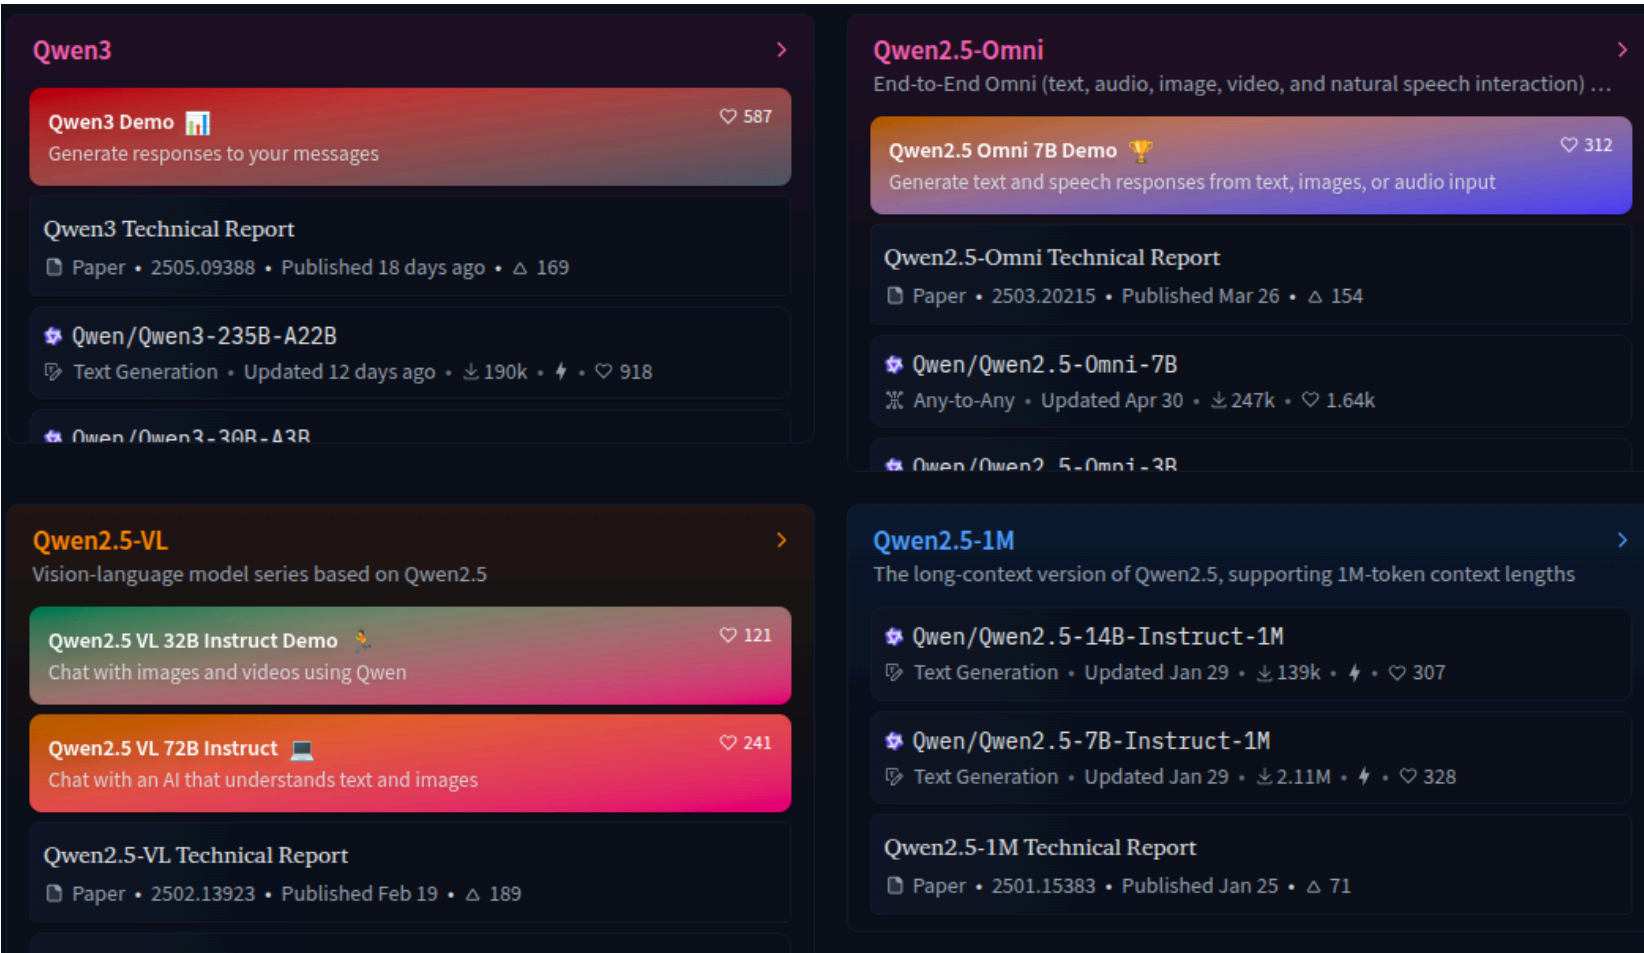 Qwen3
Qwen3 Demo 📊
587
Generate responses to your messages
Qwen3 Technical Report
Paper • 2505.09388 • Published 18 days ago • 169
Qwen/Qwen3-235B-A22B
Text Generation • Updated 12 days ago • 190k • 918
Qwen/Qwen3-30B-A3B
Qwen2.5-Omni
End-to-End Omni (text, audio, image, video, and natural speech interaction) …
Qwen2.5 Omni 7B Demo 🏆
312
Generate text and speech responses from text, images, or audio input
Qwen2.5-Omni Technical Report
Paper • 2503.20215 • Published Mar 26 • 154
Qwen/Qwen2.5-Omni-7B
Any-to-Any • Updated Apr 30 • 247k • 1.64k
Qwen/Qwen2.5-Omni-3B
Qwen2.5-VL
Vision-language model series based on Qwen2.5
Qwen2.5 VL 32B Instruct Demo 🏃
121
Chat with images and videos using Qwen
Qwen2.5 VL 72B Instruct 💻
241
Chat with an AI that understands text and images
Qwen2.5-VL Technical Report
Paper • 2502.13923 • Published Feb 19 • 189
Qwen2.5-1M
The long-context version of Qwen2.5, supporting 1M-token context lengths
Qwen/Qwen2.5-14B-Instruct-1M
Text Generation • Updated Jan 29 • 139k • 307
Qwen/Qwen2.5-7B-Instruct-1M
Text Generation • Updated Jan 29 • 2.11M • 328
Qwen2.5-1M Technical Report
Paper • 2501.15383 • Published Jan 25 • 71